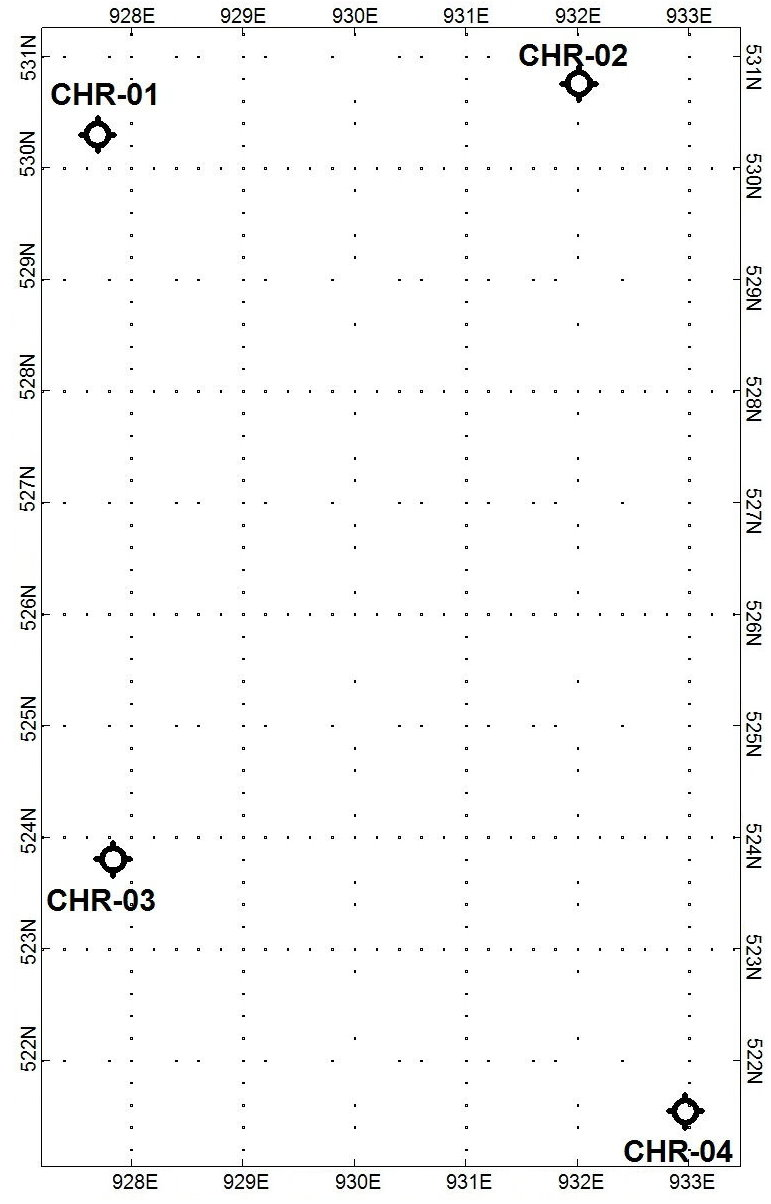 928E 929E 930E 931E 932E 933E
531N 531N
CHR-02
CHR-01
530N 530N
529N 529N
528N 528N
527N 527N
526N 526N
525N 525N
524N 524N
CHR-03
523N 523N
522N 522N
CHR-04
928E 929E 930E 931E 932E 933E